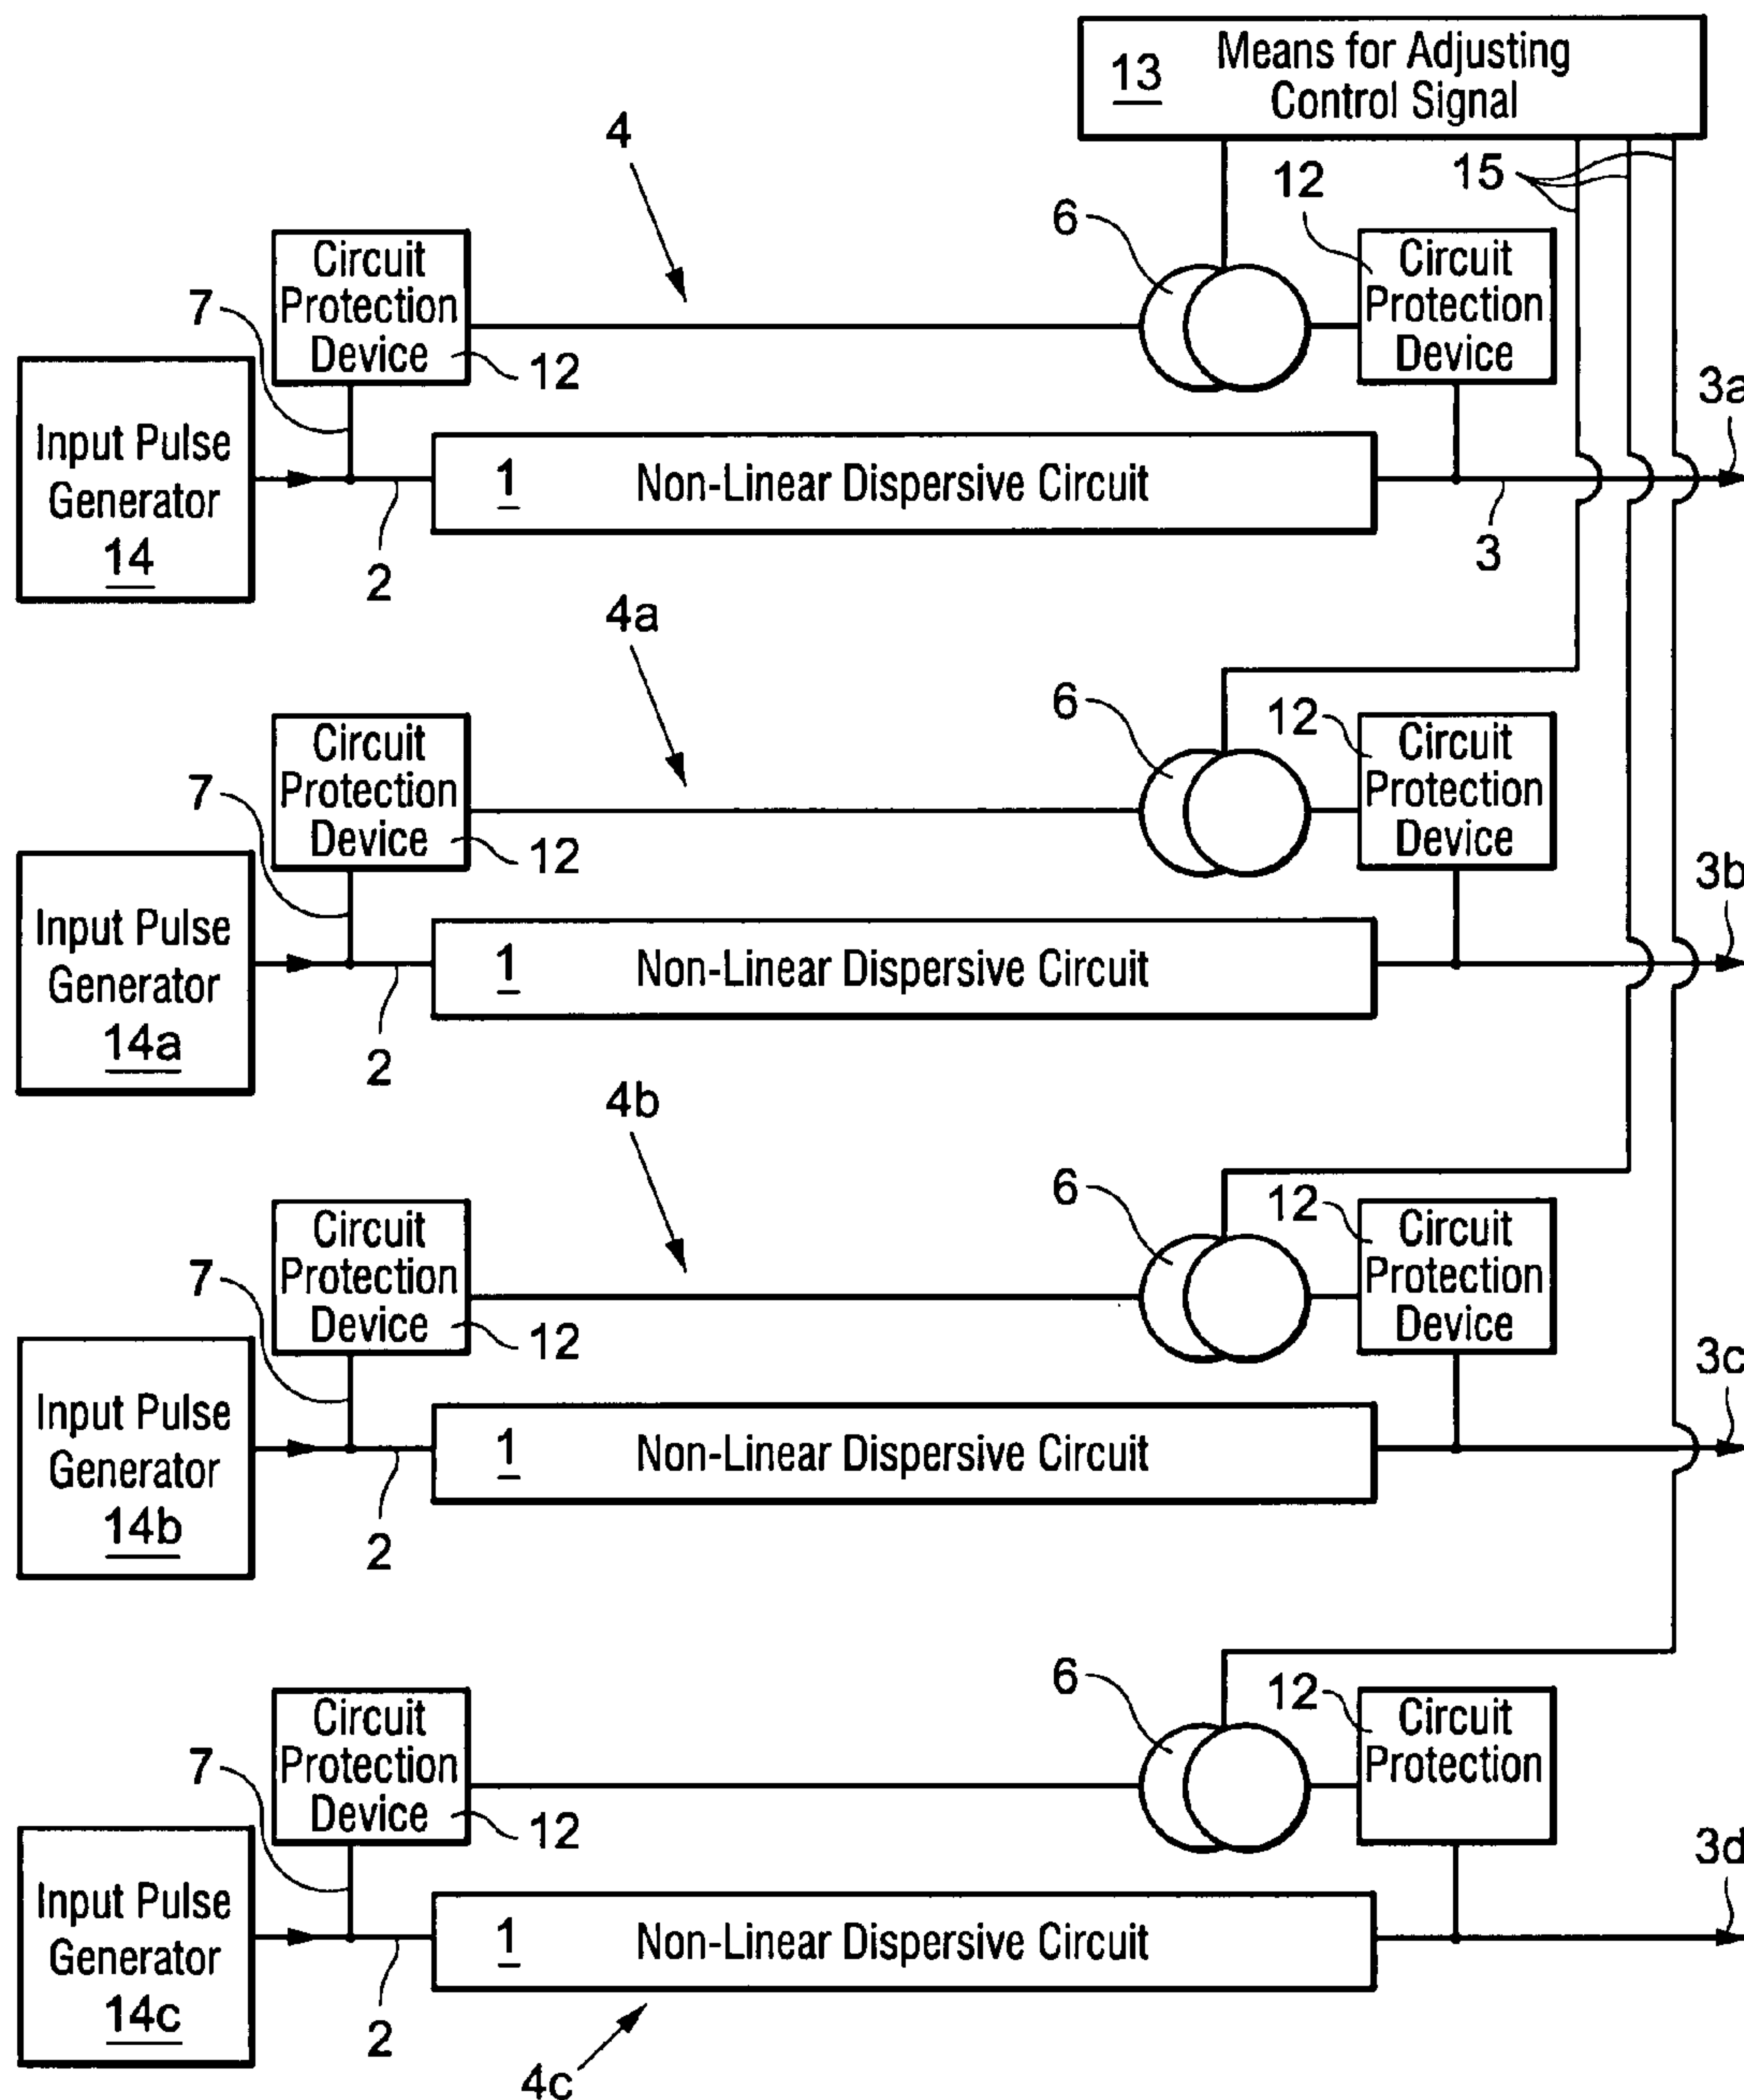 13 Means for Adjusting
Control Signal
4
15
6
12
Circuit
Protection
Device
12
7
Circuit
Protection
Device
3a
Input Pulse
Generator
14
1 Non-Linear Dispersive Circuit
2
3
4a
6
12
Circuit
Protection
Device
12
7
Circuit
Protection
Device
3b
Input Pulse
Generator
14a
1 Non-Linear Dispersive Circuit
2
4b
6
12
Circuit
Protection
Device
12
7
Circuit
Protection
Device
3c
Input Pulse
Generator
14b
1 Non-Linear Dispersive Circuit
2
6
12
Circuit
Protection
Device
12
7
Circuit
Protection
3d
Input Pulse
Generator
14c
1 Non-Linear Dispersive Circuit
2
4c